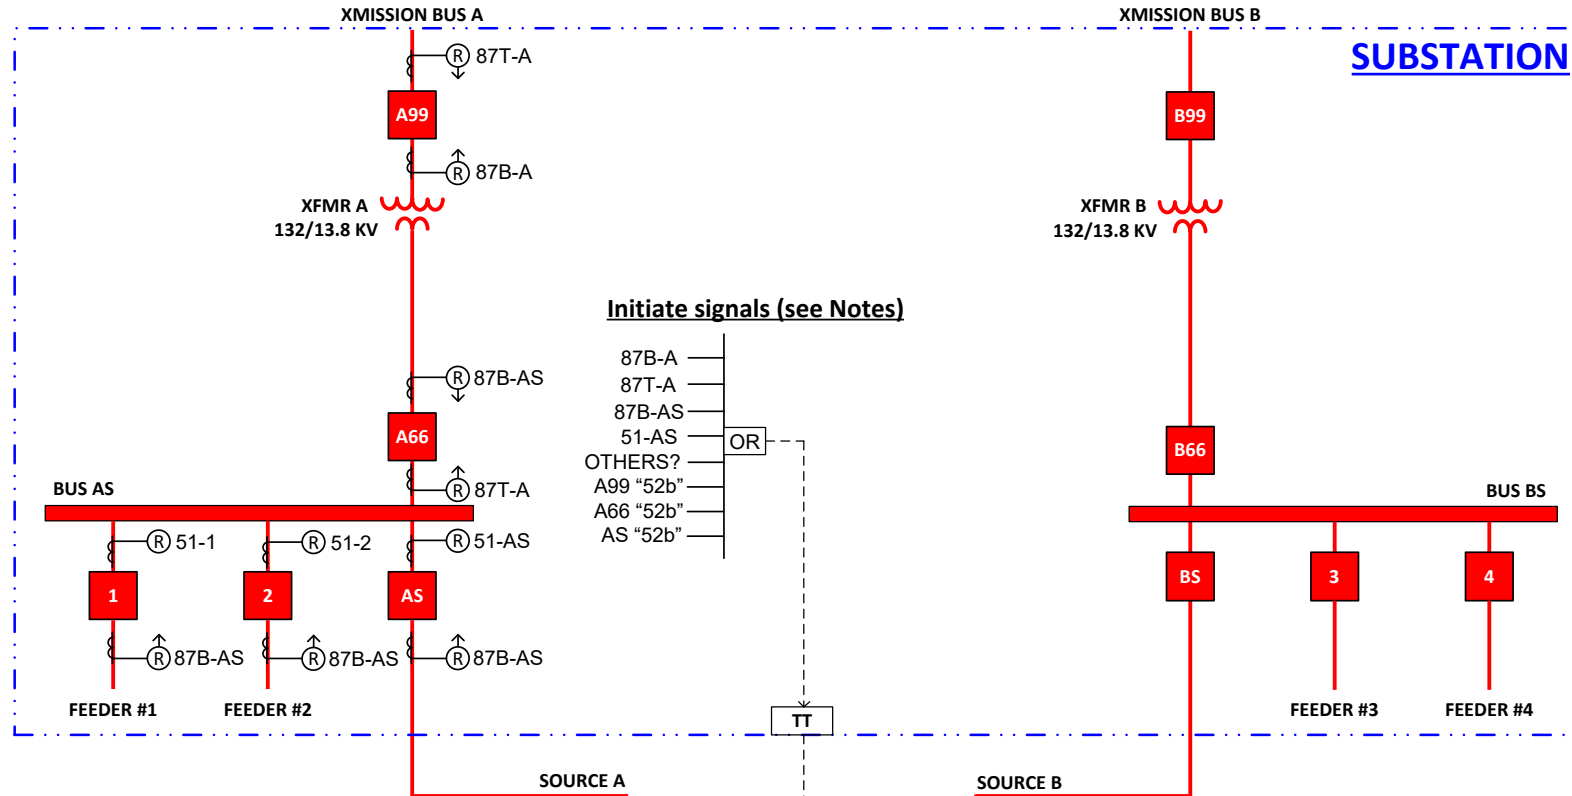 XMISSION BUS A
XMISSION BUS B
SUBSTATION
R 87T-A
A99
B99
R 87B-A
XFMR A
132/13.8 KV
XFMR B
132/13.8 KV
Initiate signals (see Notes)
87B-A
87T-A
87B-AS
51-AS
OTHERS?
A99 “52b”
A66 “52b”
AS “52b”
OR
R 87B-AS
A66
B66
R 87T-A
BUS AS
BUS BS
R 51-1
R 51-2
R 51-AS
1
2
AS
BS
3
4
R 87B-AS
R 87B-AS
R 87B-AS
FEEDER #1
FEEDER #2
FEEDER #3
FEEDER #4
TT
SOURCE A
SOURCE B